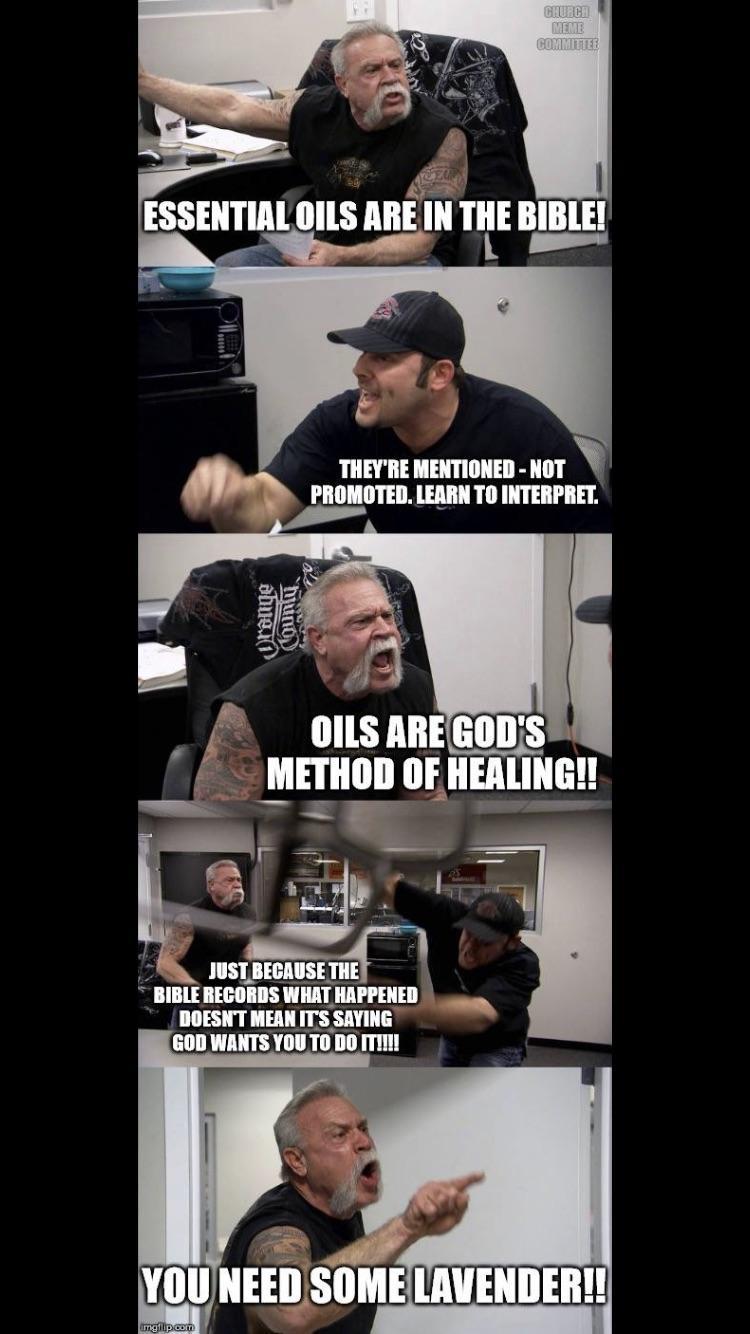 CHURCH
MEME
COMMITTEE
ESSENTIAL OILS ARE IN THE BIBLE!
THEY'RE MENTIONED - NOT
PROMOTED. LEARN TO INTERPRET.
Orange
County
OILS ARE GOD'S
METHOD OF HEALING!!
JUST BECAUSE THE
BIBLE RECORDS WHAT HAPPENED
DOESN'T MEAN IT'S SAYING
GOD WANTS YOU TO DO IT!!!!
YOU NEED SOME LAVENDER!!
imgflip.com